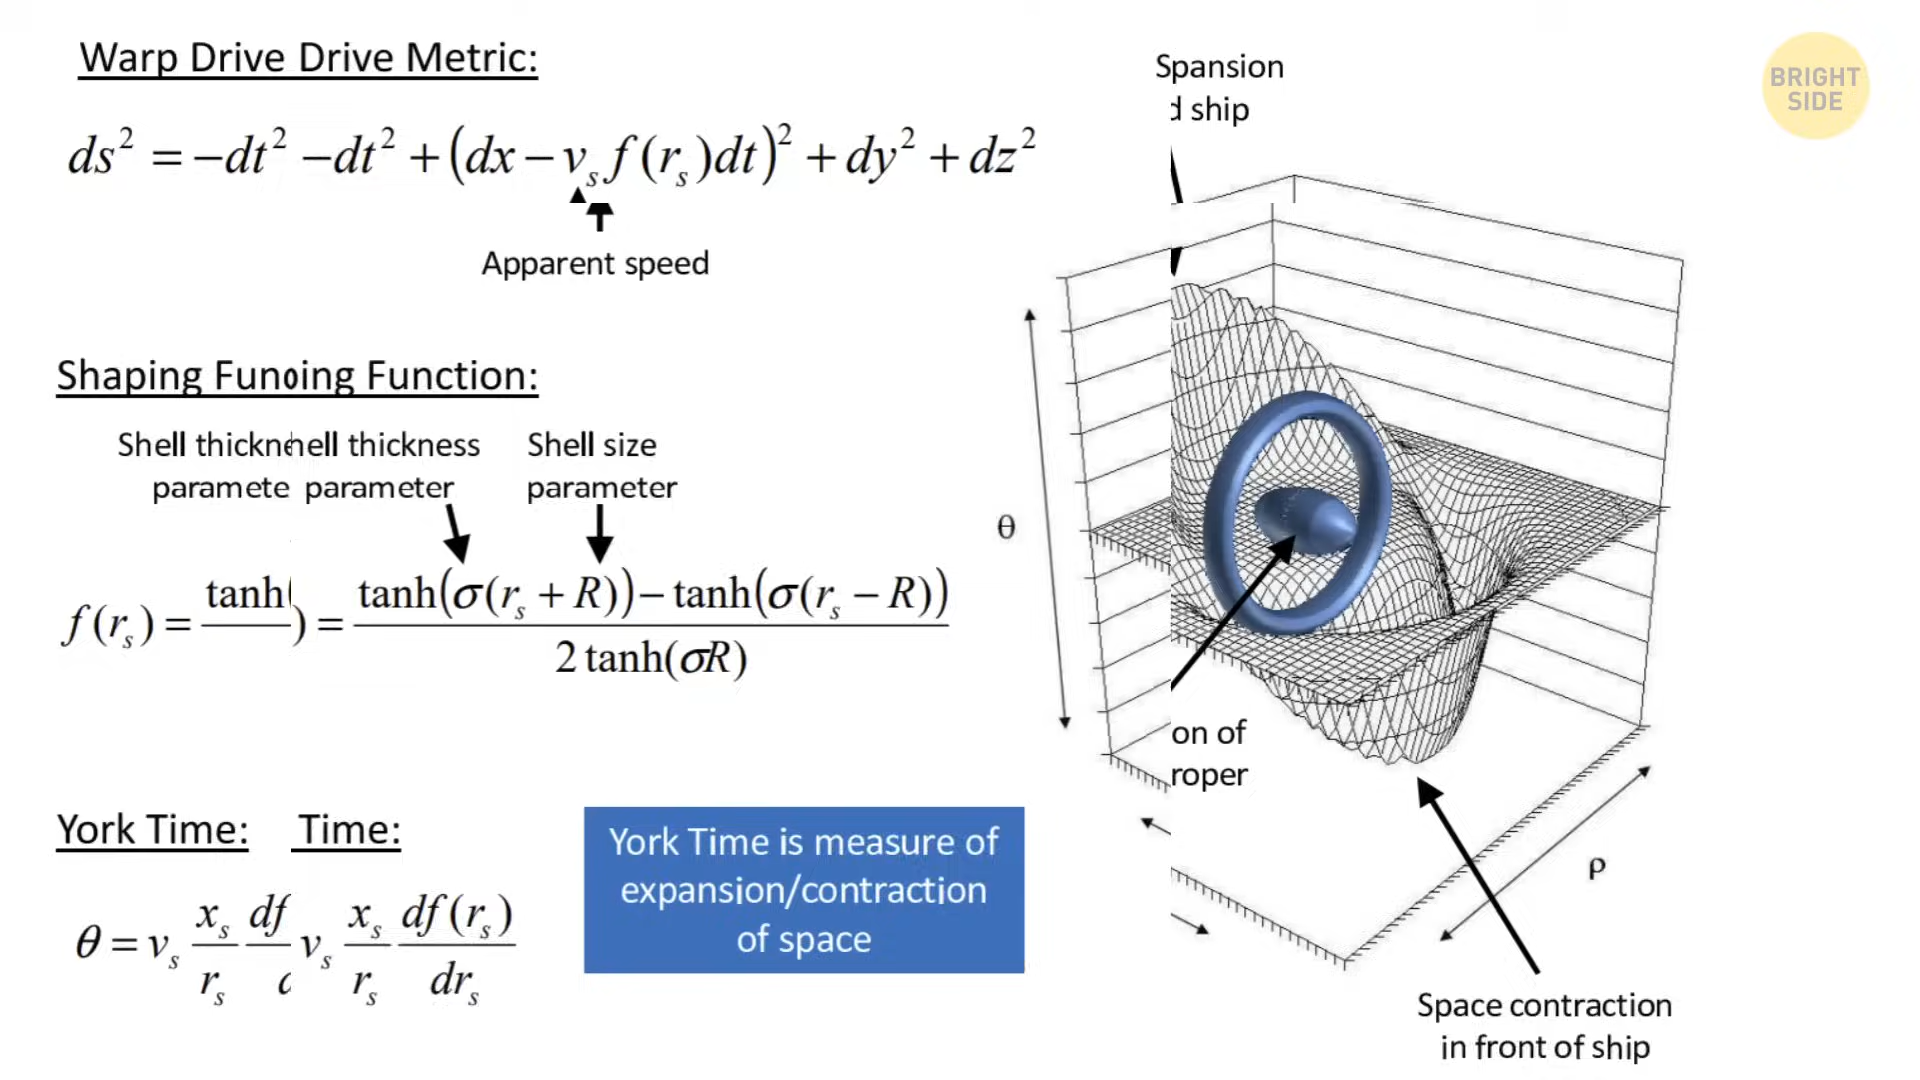 Warp Drive Drive Metric:
ds² = −dt² −dt² + (dx − vₛ f(rₛ)dt)² + dy² + dz²
Apparent speed
Shaping Fun ing Function:
Shell thickne ell thickness
paramete parameter
Shell size
parameter
f(rₛ) = tanh( ) = tanh(σ(rₛ + R)) − tanh(σ(rₛ − R))
2 tanh(σR)
York Time: Time:
θ = vₛ xₛ df vₛ xₛ df(rₛ)
rₛ rₛ drₛ
York Time is measure of
expansion/contraction
of space
Spansion
d ship
BRIGHT
SIDE
θ
on of
roper
ρ
Space contraction
in front of ship